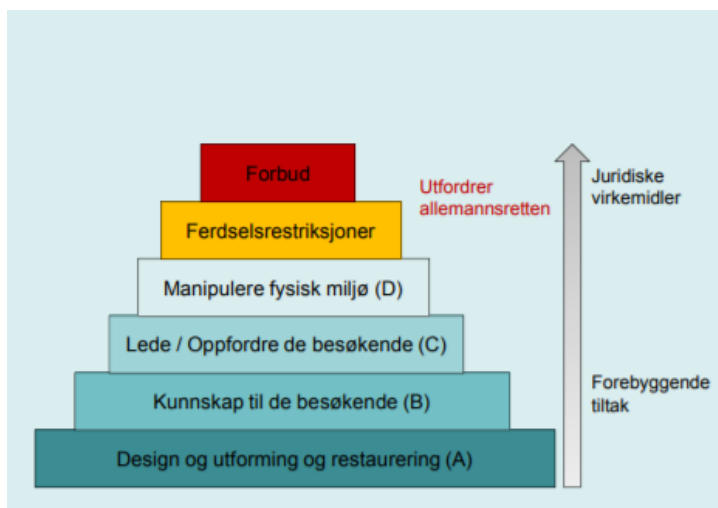 Forbud
Ferdselsrestriksjoner
Manipulere fysisk miljø (D)
Lede / Oppfordre de besøkende (C)
Kunnskap til de besøkende (B)
Design og utforming og restaurering (A)
Utfordrer
allemannsretten
Juridiske
virkemidler
Forebyggende
tiltak